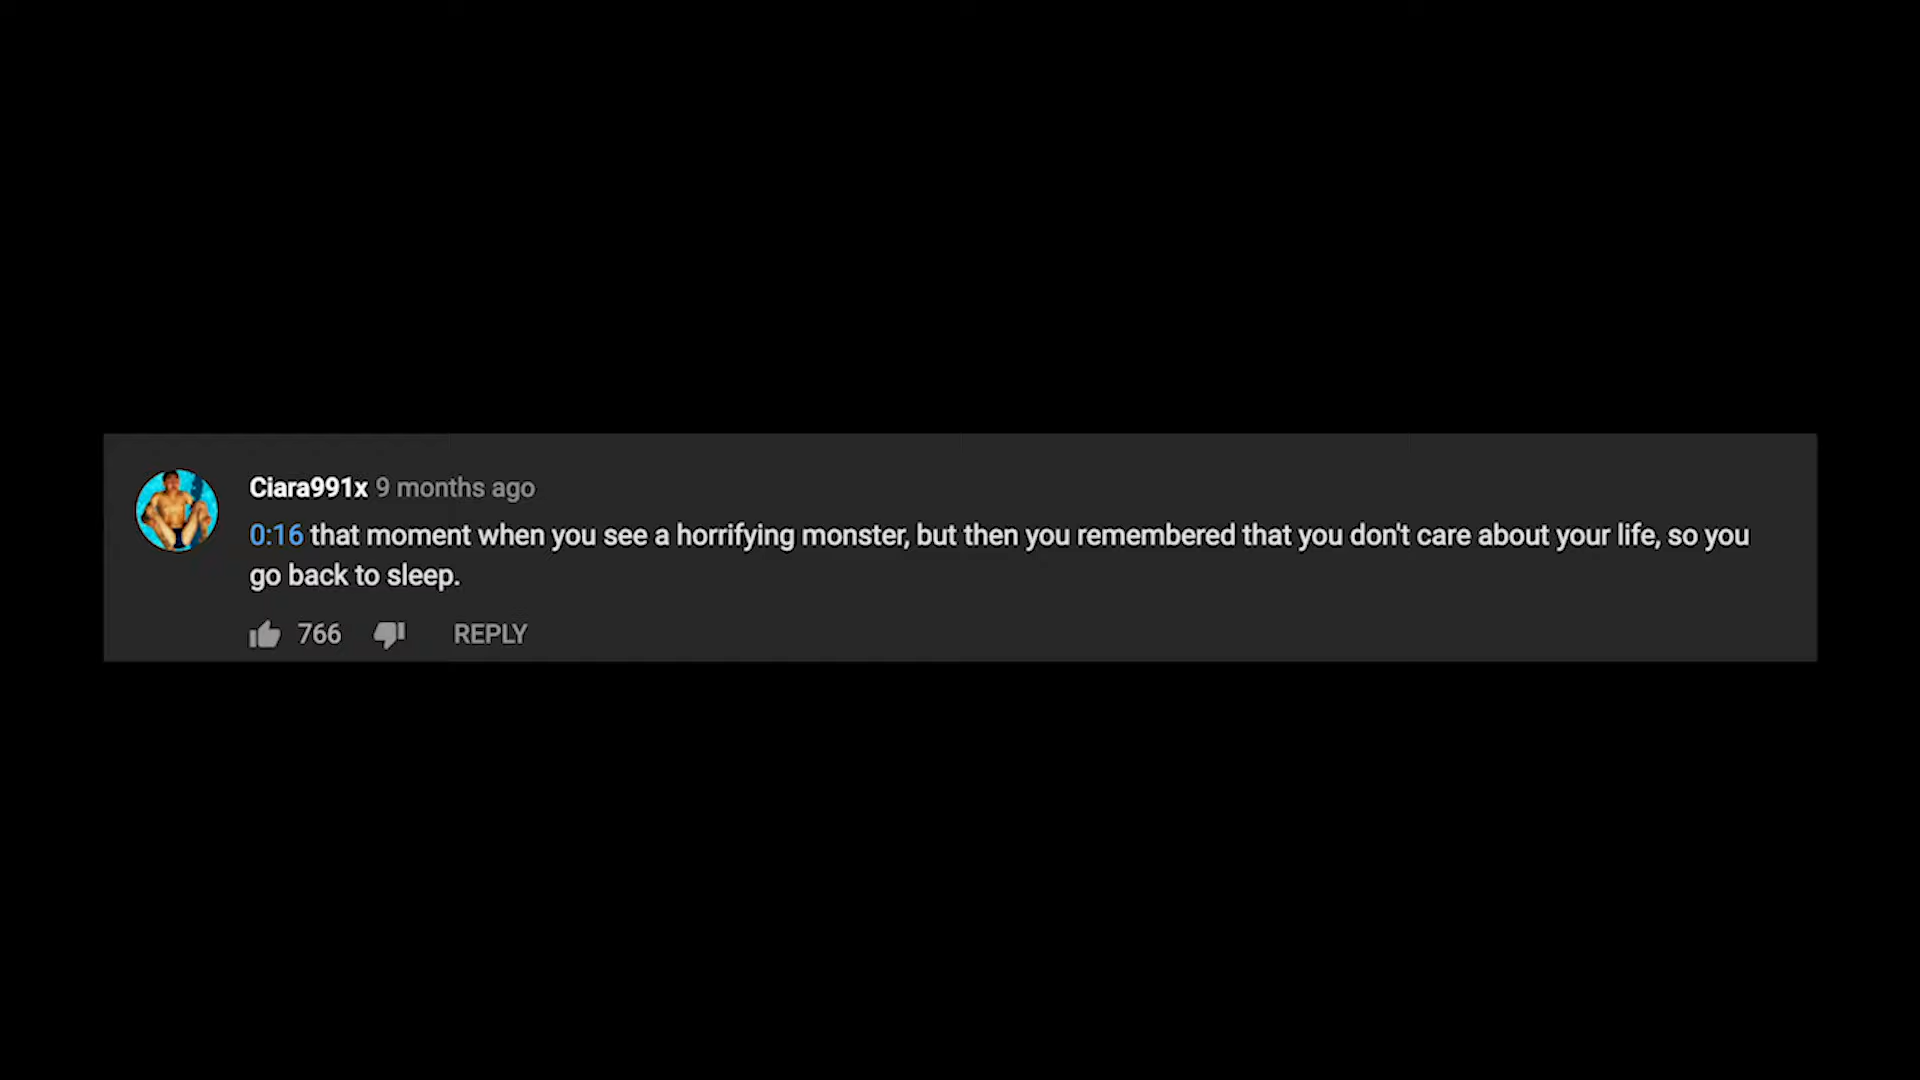 Ciara991x 9 months ago
0:16 that moment when you see a horrifying monster, but then you remembered that you don't care about your life, so you
go back to sleep.
766 REPLY